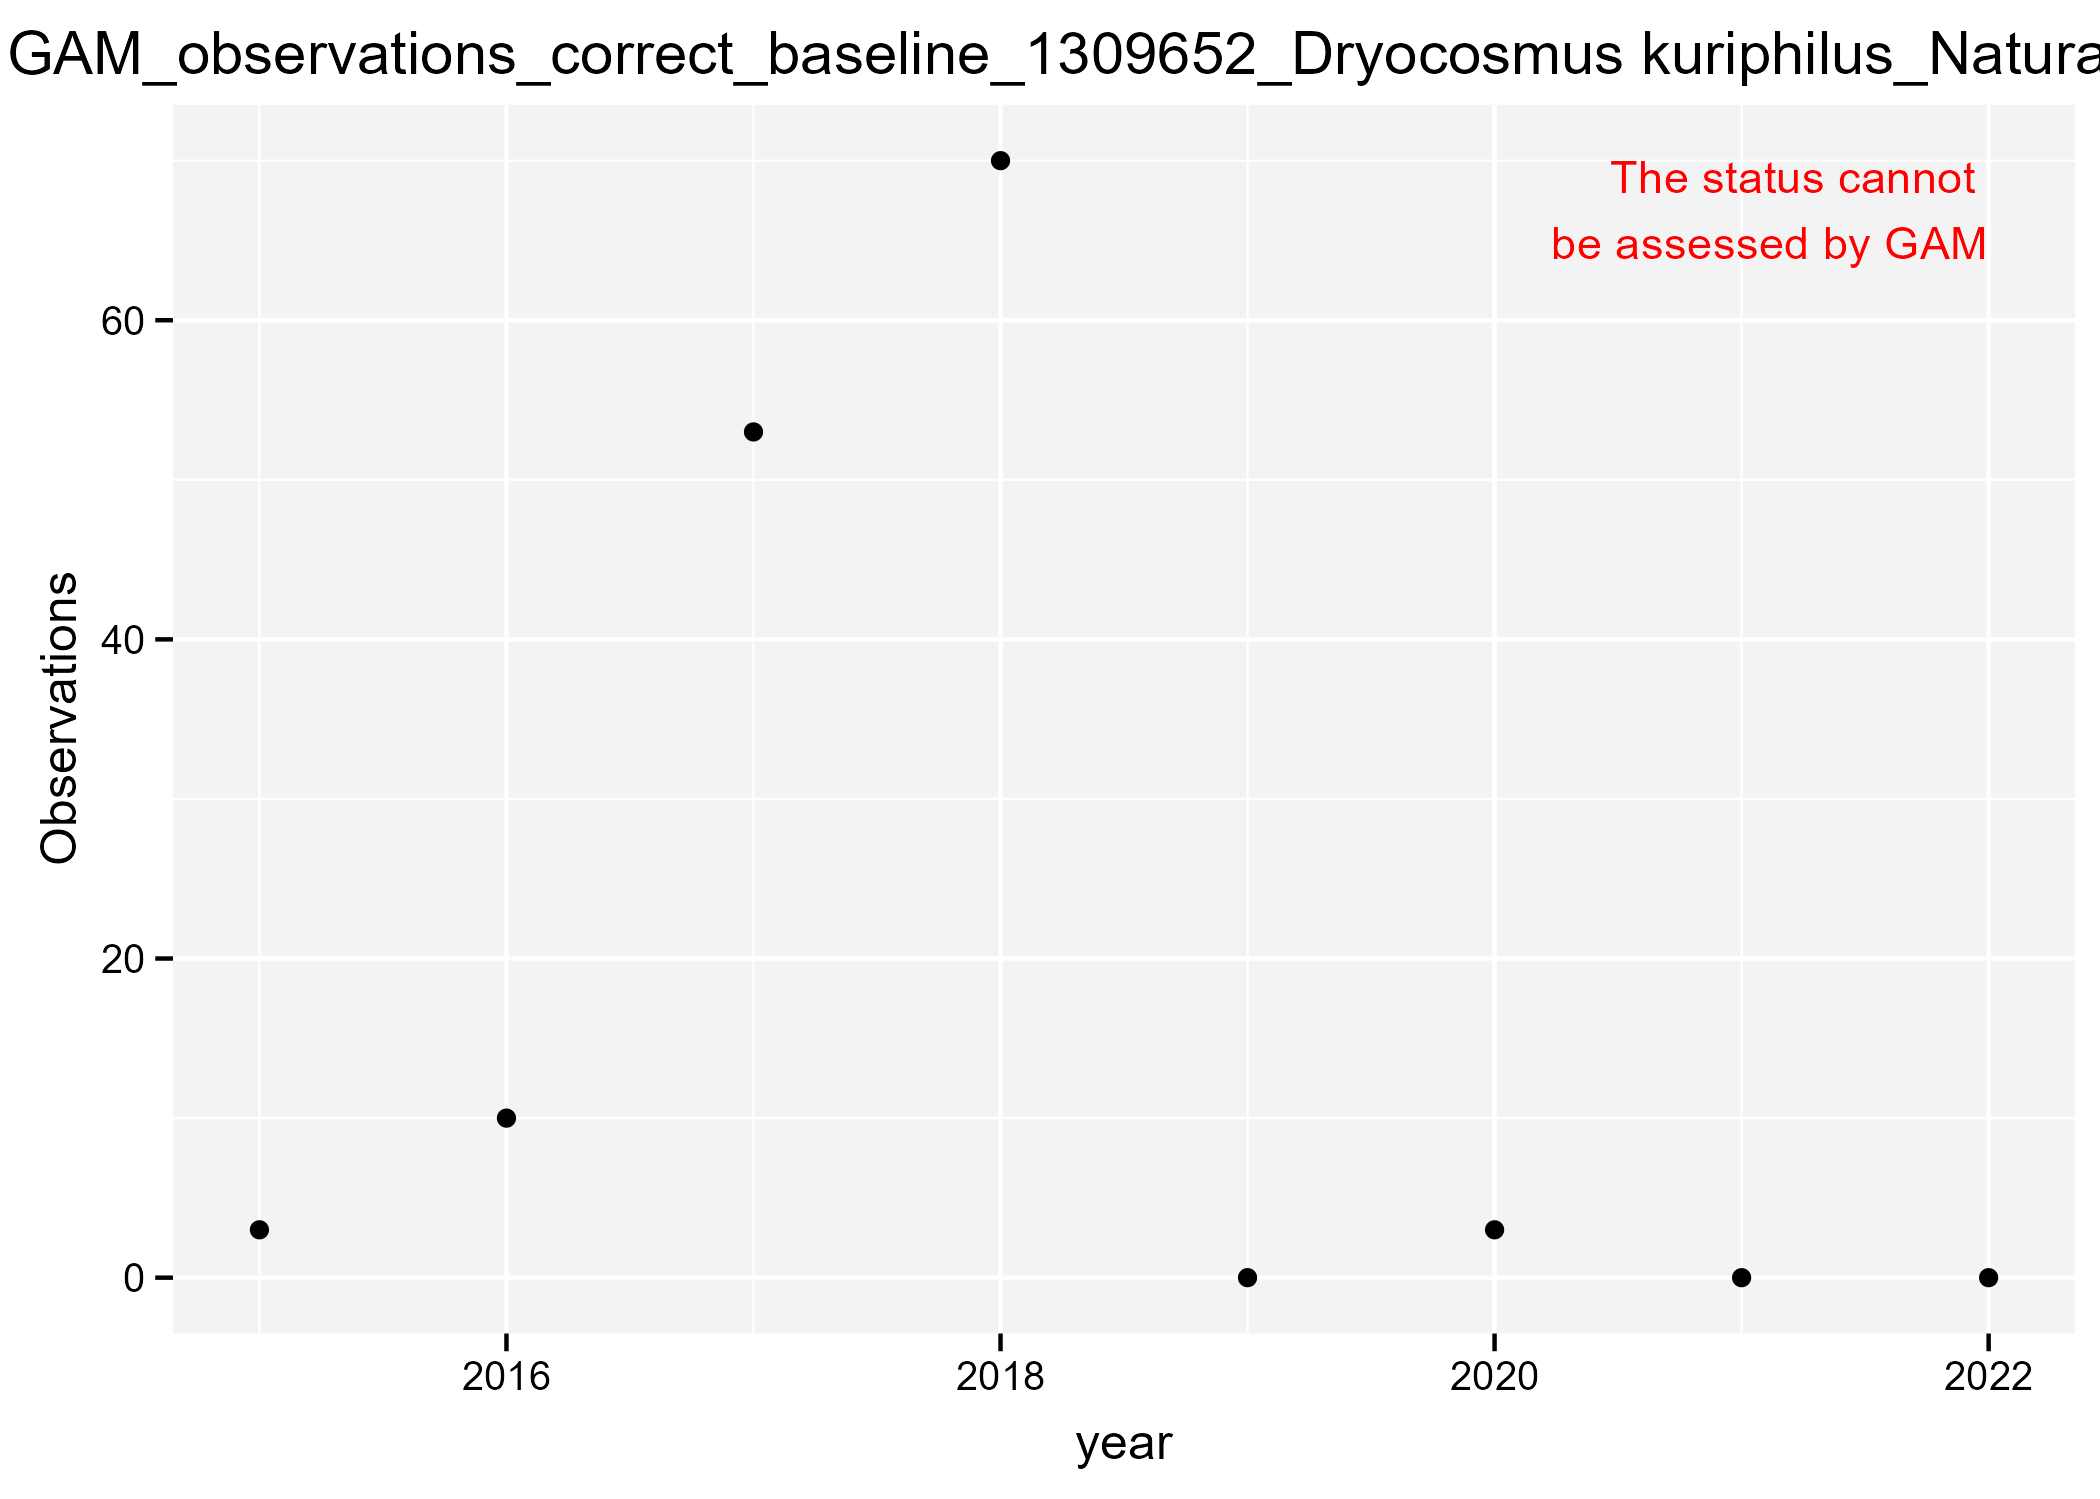 GAM_observations_correct_baseline_1309652_Dryocosmus kuriphilus_Natura
The status cannot
be assessed by GAM
60
40
20
0
Observations
2016 2018 2020 2022
year